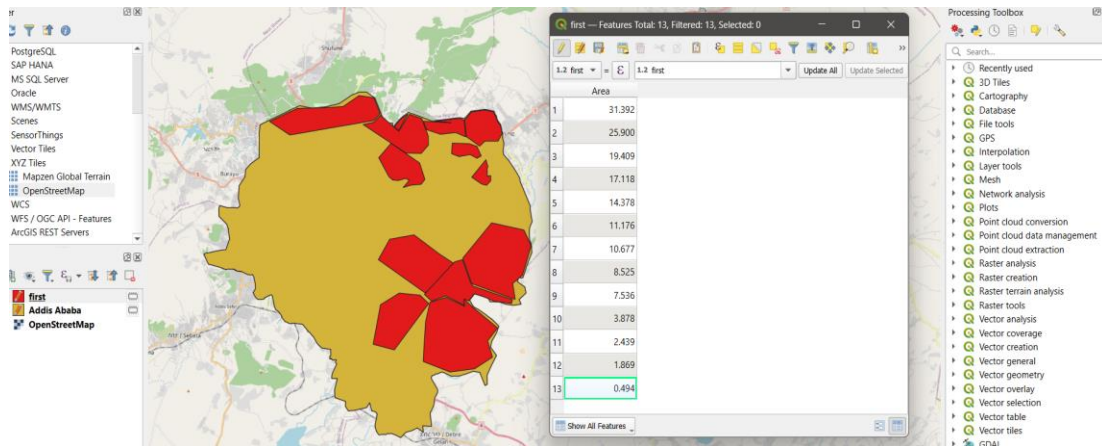 er
PostgreSQL
SAP HANA
MS SQL Server
Oracle
WMS/WMTS
Scenes
SensorThings
Vector Tiles
XYZ Tiles
Mapzen Global Terrain
OpenStreetMap
WCS
WFS / OGC API - Features
ArcGIS REST Servers
first
Addis Ababa
OpenStreetMap
first — Features Total: 13, Filtered: 13, Selected: 0
1.2 first = ε 1.2 first Update All Update Selected
Area
1 31.392
2 25.900
3 19.409
4 17.118
5 14.378
6 11.176
7 10.677
8 8.525
9 7.536
10 3.878
11 2.439
12 1.869
13 0.494
Show All Features
Processing Toolbox
Search...
Recently used
3D Tiles
Cartography
Database
File tools
GPS
Interpolation
Layer tools
Mesh
Network analysis
Plots
Point cloud conversion
Point cloud data management
Point cloud extraction
Raster analysis
Raster creation
Raster terrain analysis
Raster tools
Vector analysis
Vector coverage
Vector creation
Vector general
Vector geometry
Vector overlay
Vector selection
Vector table
Vector tiles
GDAL